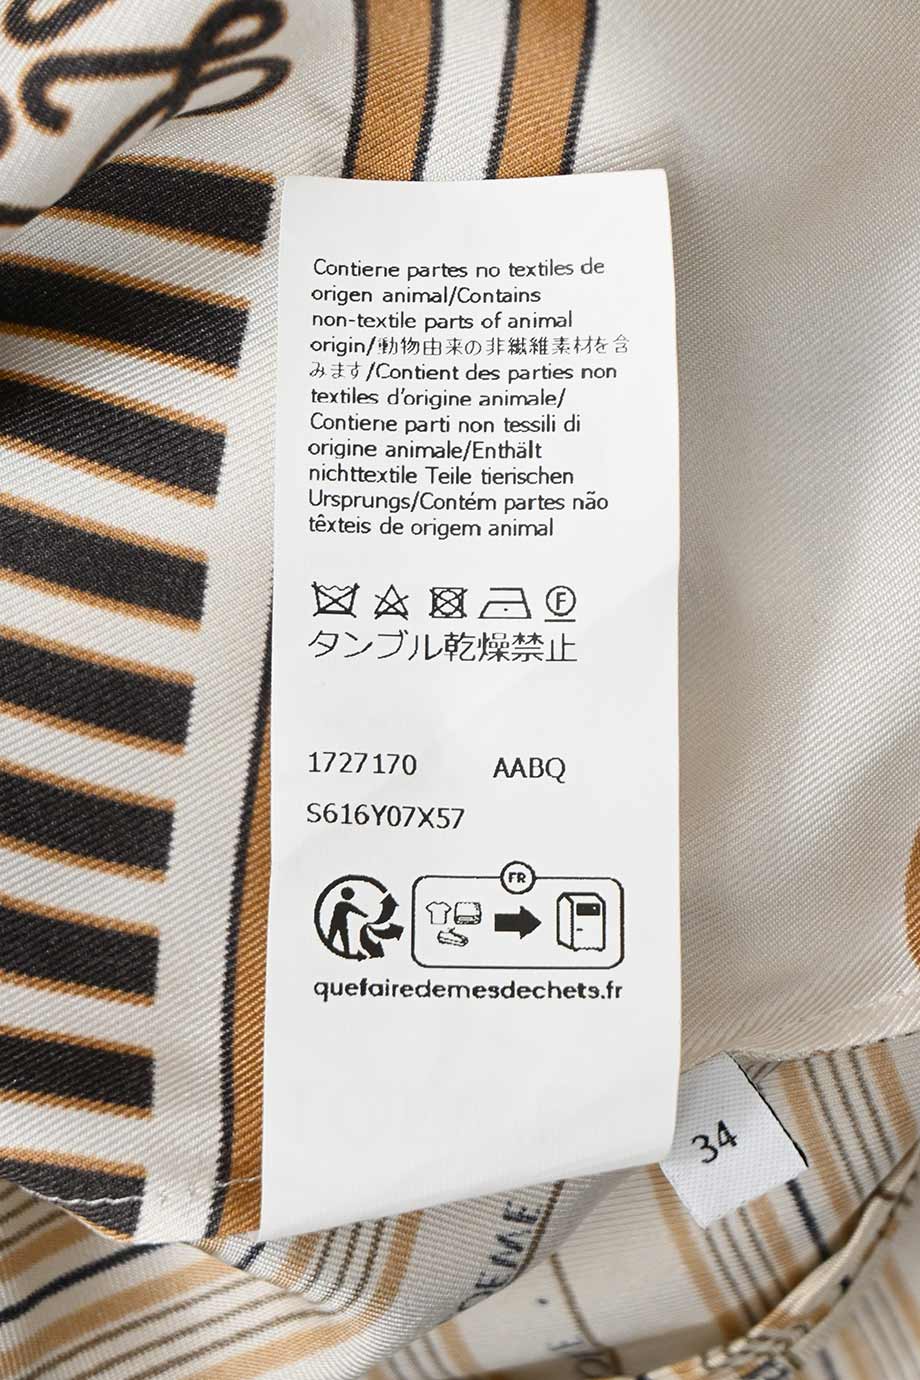 Contiene partes no textiles de
origen animal/Contains
non-textile parts of animal
origin/動物由来の非繊維素材を含
みます/Contient des parties non
textiles d'origine animale/
Contiene parti non tessili di
origine animale/Enthält
nichttextile Teile tierischen
Ursprungs/Contém partes não
têxteis de origem animal
F
タンブル乾燥禁止
1727170 AABQ
S616Y07X57
FR
quefairedemesdechets.fr
34